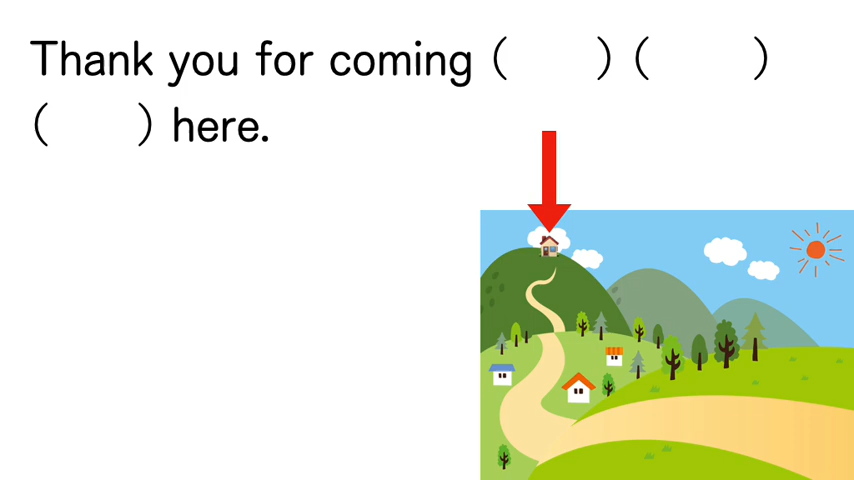 Thank you for coming (   ) (   )
(   ) here.